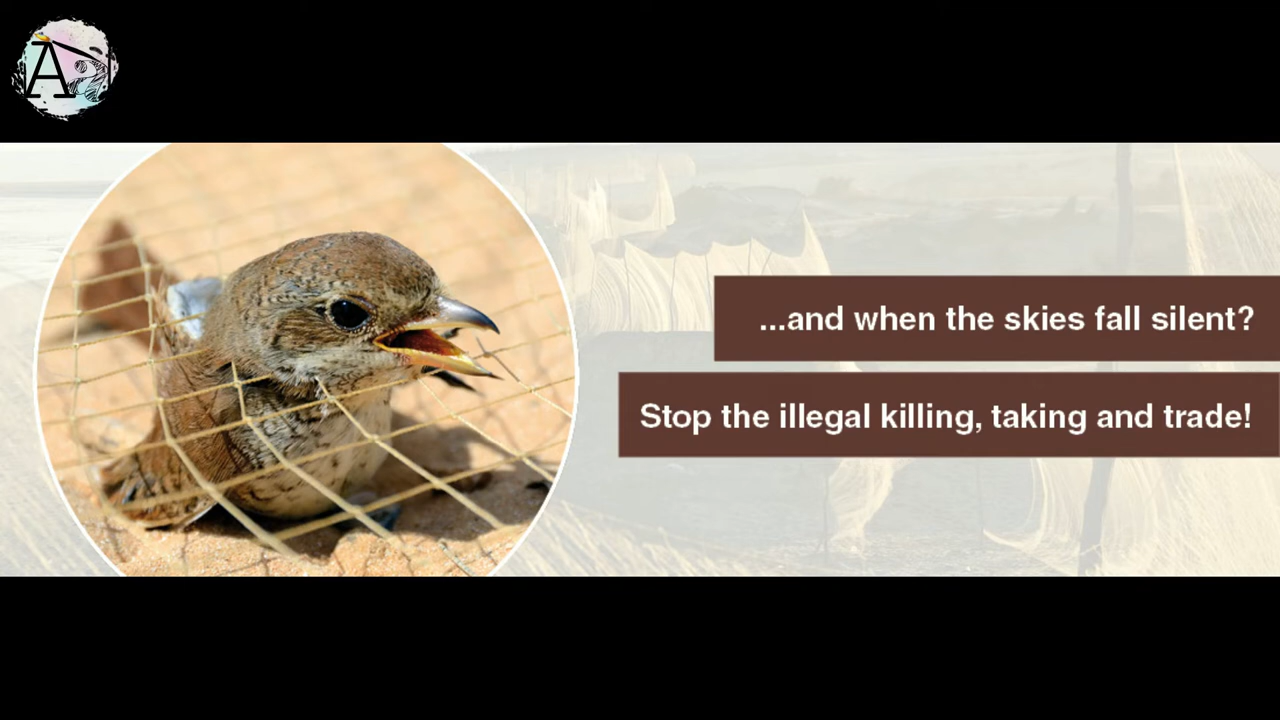 A
...and when the skies fall silent?
Stop the illegal killing, taking and trade!